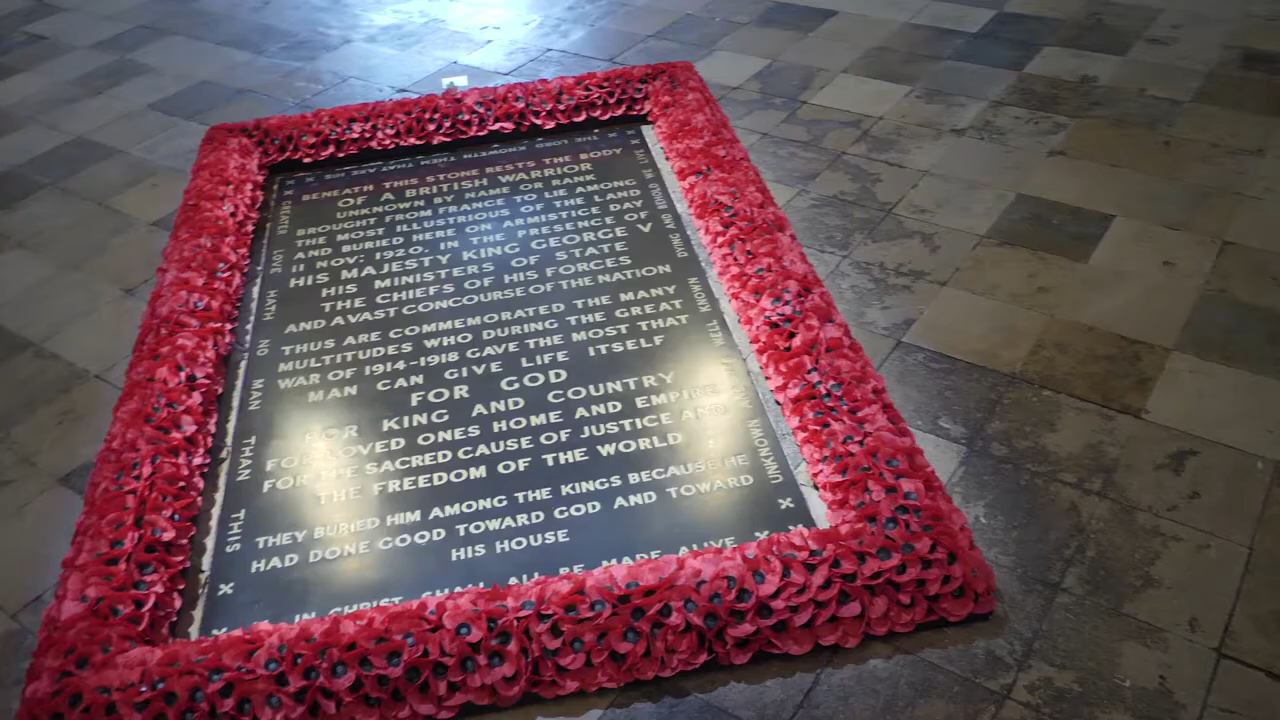 THE LORD KNOWETH THEM THAT ARE HIS
BENEATH THIS STONE RESTS THE BODY
OF A BRITISH WARRIOR
UNKNOWN BY NAME OR RANK
BROUGHT FROM FRANCE TO LIE AMONG
THE MOST ILLUSTRIOUS OF THE LAND
AND BURIED HERE ON ARMISTICE DAY
11 NOV: 1920, IN THE PRESENCE OF
HIS MAJESTY KING GEORGE V
HIS MINISTERS OF STATE
THE CHIEFS OF HIS FORCES
AND A VAST CONCOURSE OF THE NATION
THUS ARE COMMEMORATED THE MANY
MULTITUDES WHO DURING THE GREAT
WAR OF 1914-1918 GAVE THE MOST THAT
MAN CAN GIVE LIFE ITSELF
FOR GOD
FOR KING AND COUNTRY
FOR LOVED ONES HOME AND EMPIRE
FOR THE SACRED CAUSE OF JUSTICE AND
THE FREEDOM OF THE WORLD
THEY BURIED HIM AMONG THE KINGS BECAUSE HE
HAD DONE GOOD TOWARD GOD AND TOWARD
HIS HOUSE
GREATER LOVE HATH NO MAN THAN THIS
UNKNOWN AND YET WELL KNOWN DYING AND BEHOLD WE LIVE
IN CHRIST SHALL ALL BE MADE ALIVE